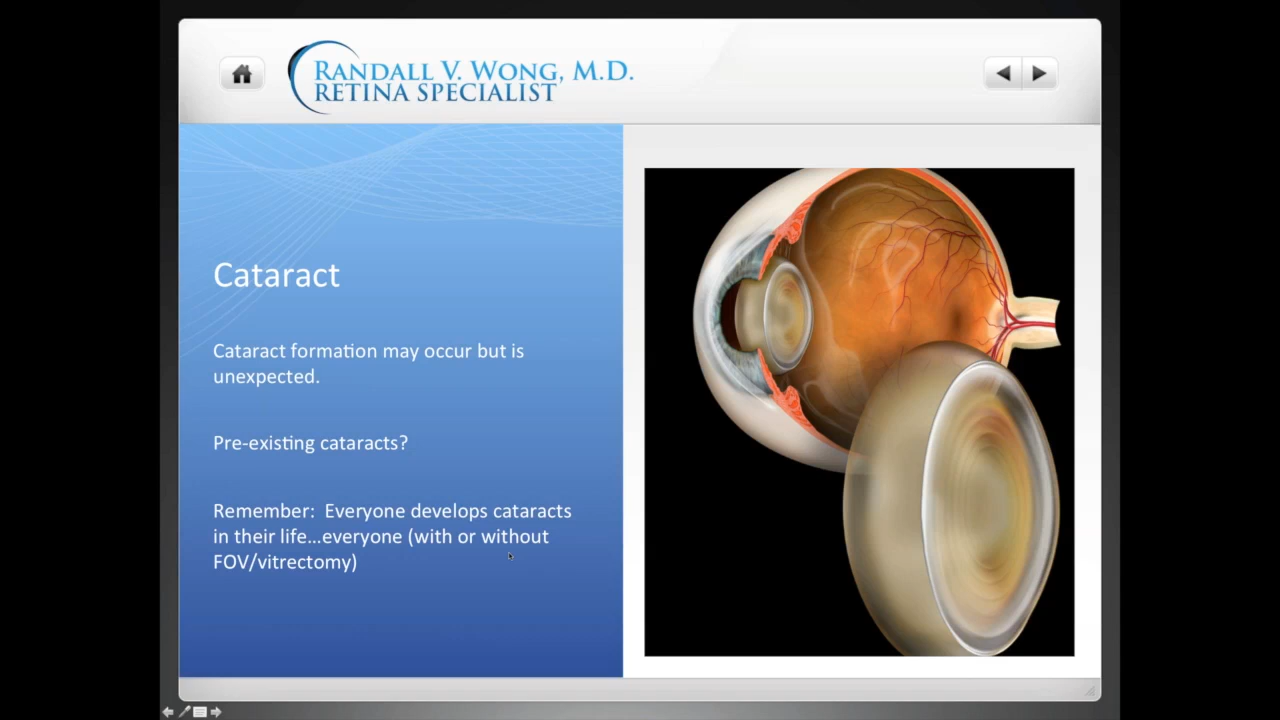 RANDALL V. WONG, M.D.
RETINA SPECIALIST
Cataract
Cataract formation may occur but is
unexpected.
Pre-existing cataracts?
Remember:  Everyone develops cataracts
in their life…everyone (with or without
FOV/vitrectomy)